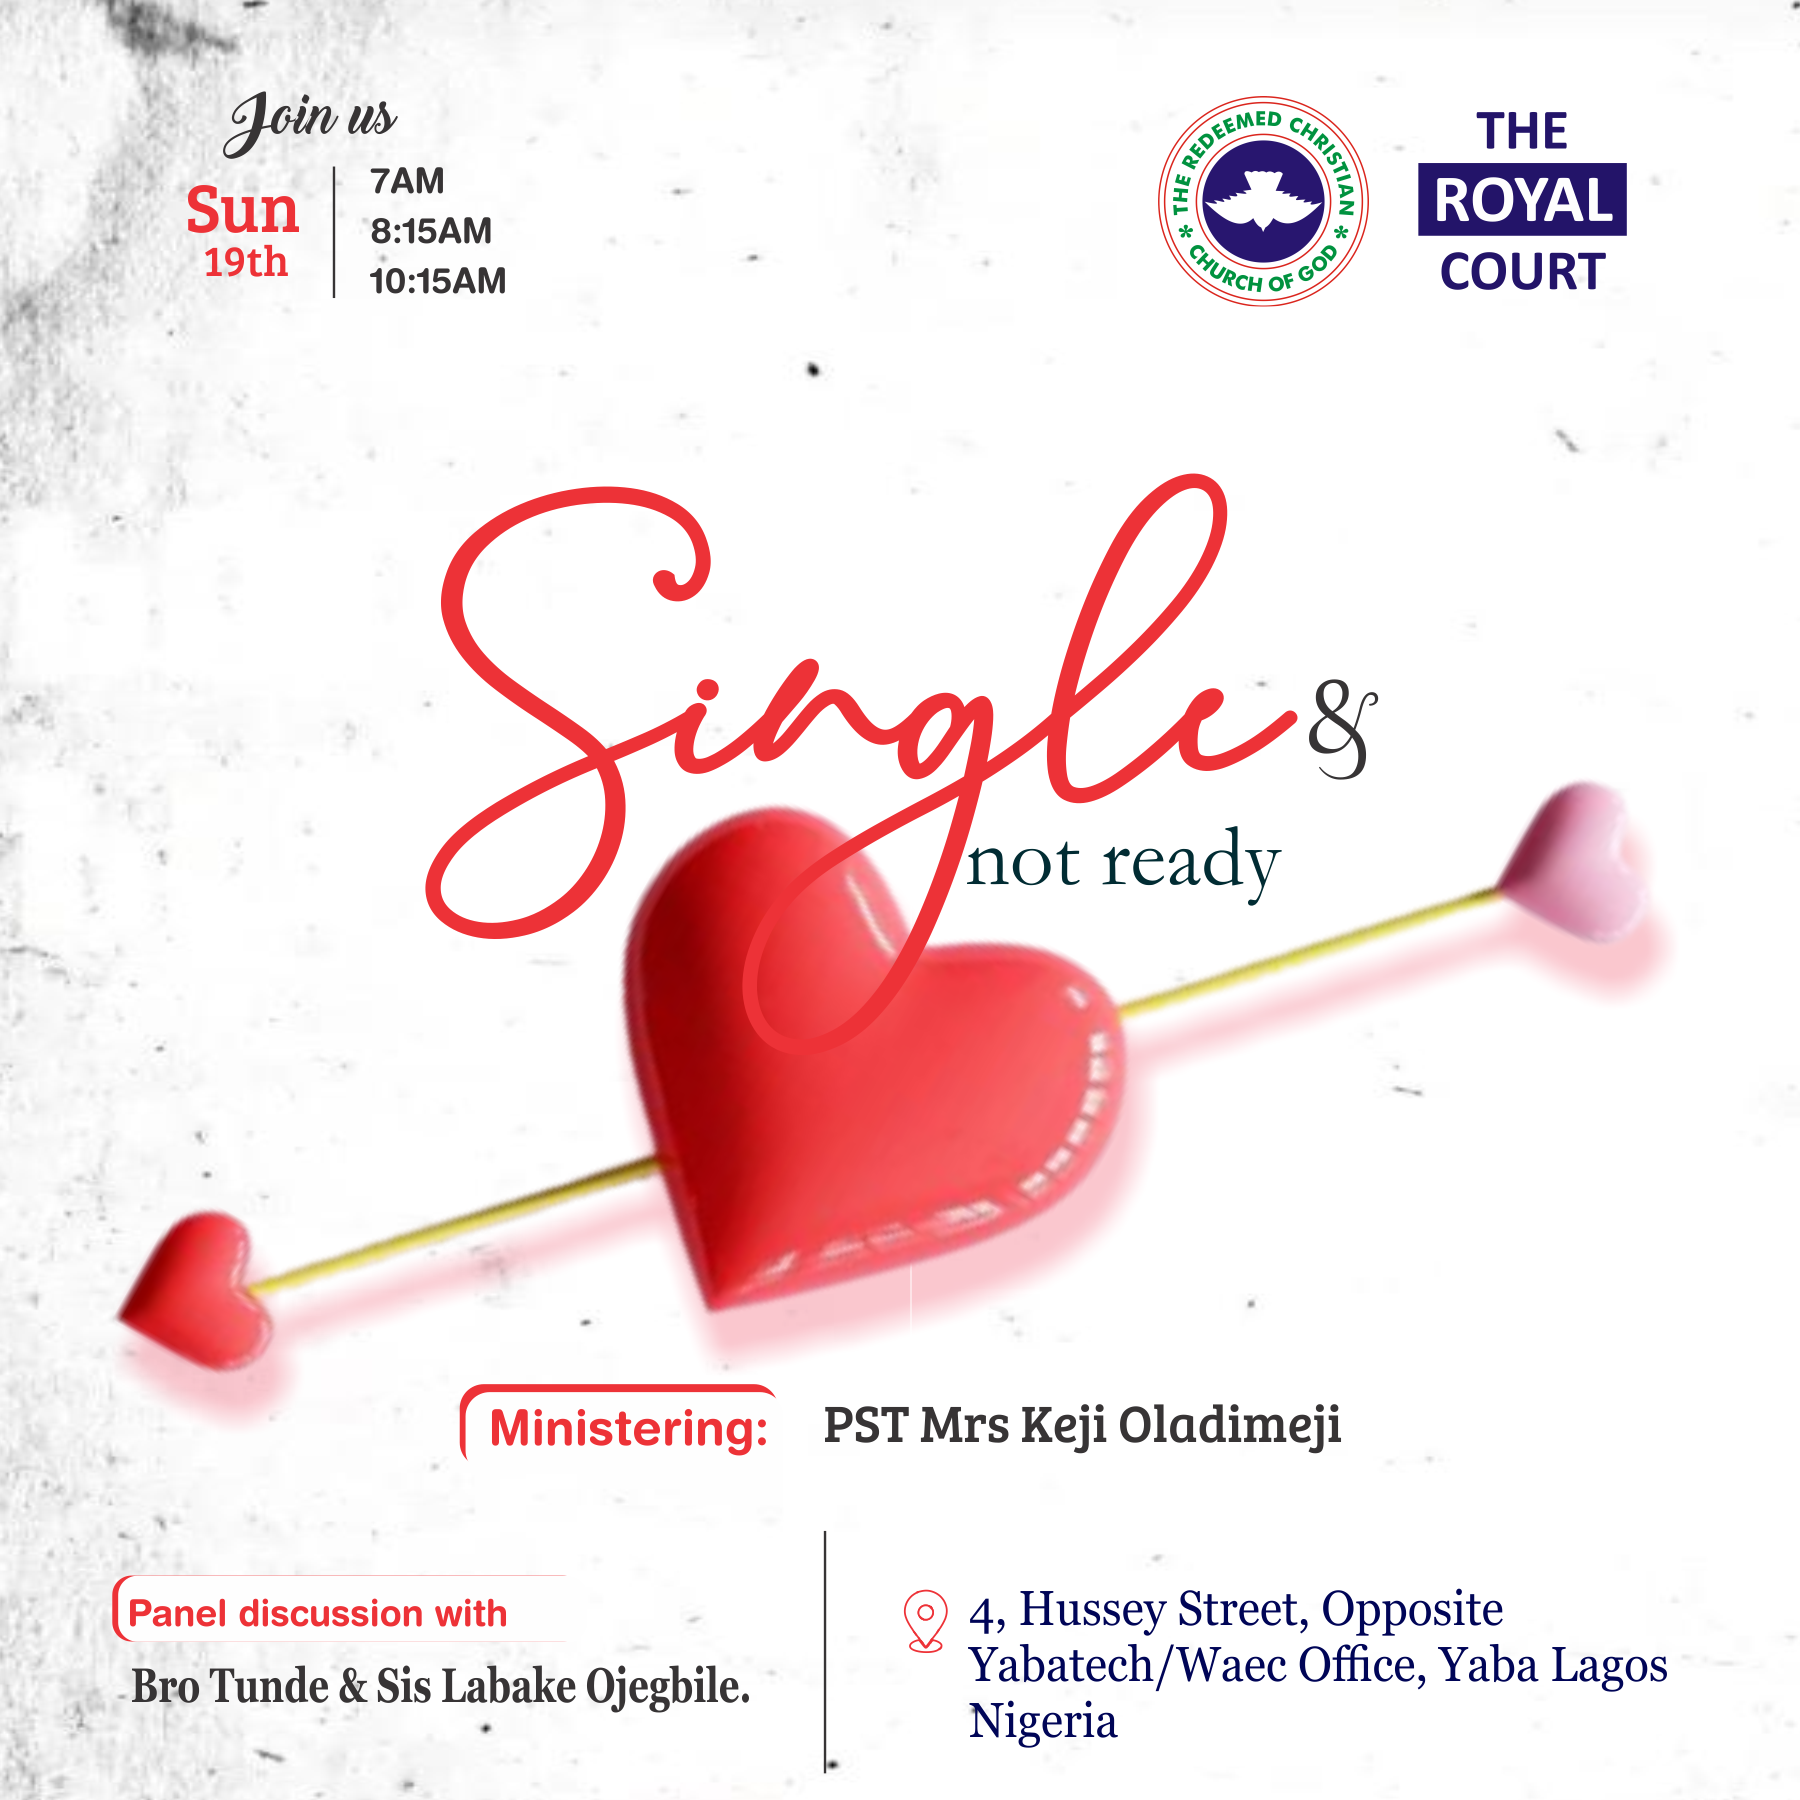 Join us
Sun
19th
7AM
8:15AM
10:15AM
THE REDEEMED CHRISTIAN
CHURCH OF GOD
THE
ROYAL
COURT
Single &
not ready
Ministering: PST Mrs Keji Oladimeji
Panel discussion with
Bro Tunde & Sis Labake Ojegbile.
4, Hussey Street, Opposite
Yabatech/Waec Office, Yaba Lagos
Nigeria